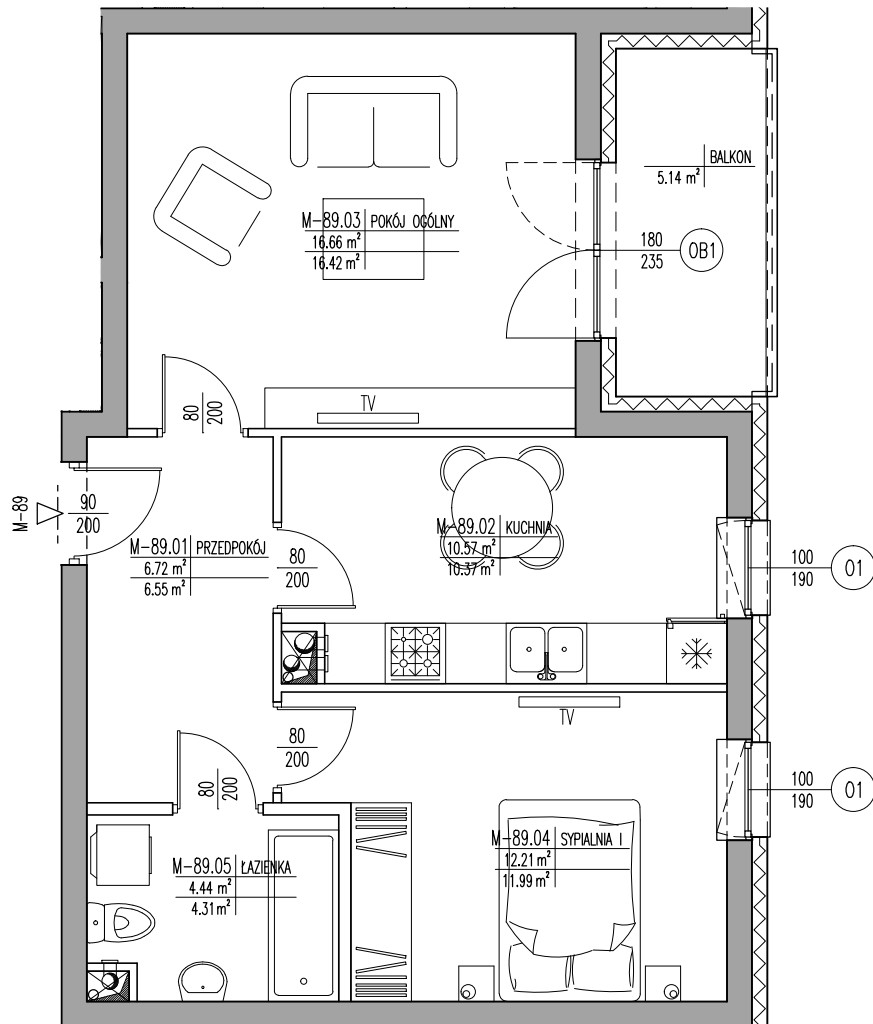 BALKON
5.14 m²
M-89.03 POKÓJ OGÓLNY
16.66 m²
16.42 m²
180
235
OB1
TV
80
200
M-89
90
200
M-89.01 PRZEDPOKÓJ
6.72 m²
6.55 m²
80
200
M-89.02 KUCHNIA
10.57 m²
10.37 m²
100
190
O1
TV
80
200
80
200
100
190
O1
M-89.04 SYPIALNIA I
12.21 m²
11.99 m²
M-89.05 ŁAZIENKA
4.44 m²
4.31 m²